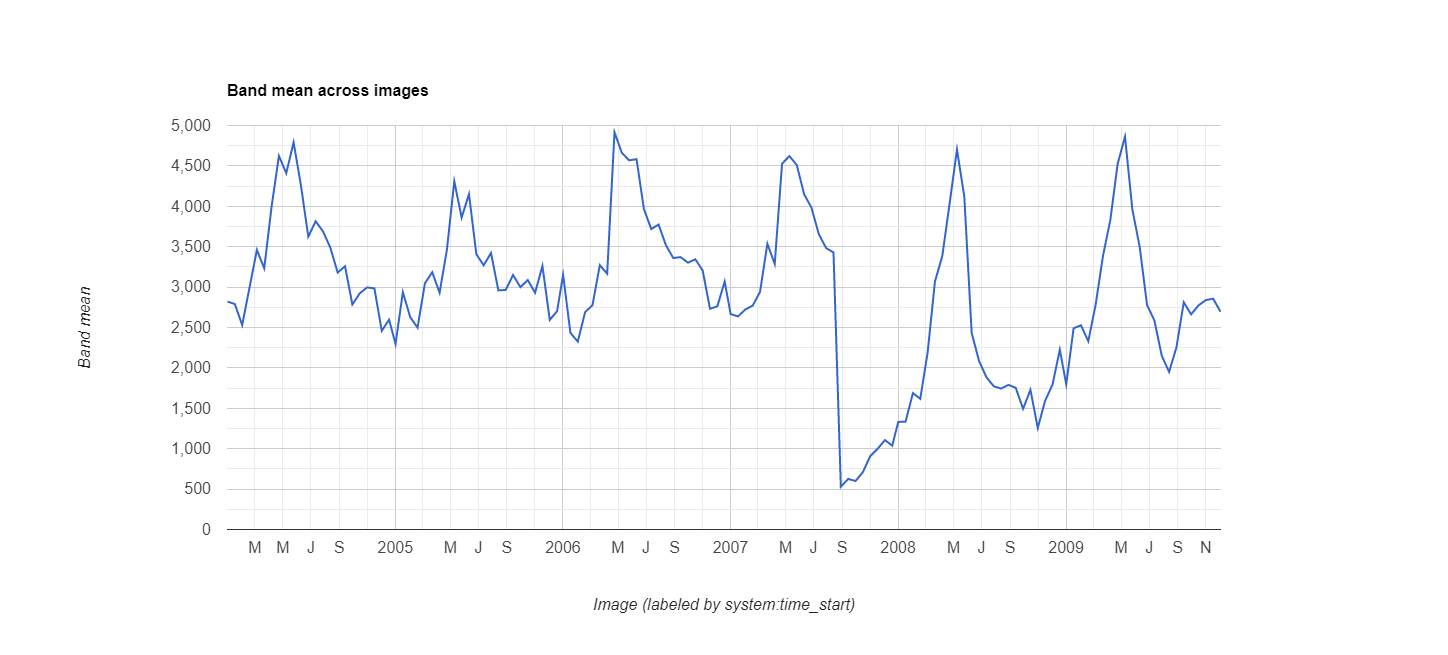 Band mean across images
5,000
4,500
4,000
3,500
3,000
2,500
2,000
1,500
1,000
500
0
Band mean
M M J S 2005 M J S 2006 M J S 2007 M J S 2008 M J S 2009 M J S N
Image (labeled by system:time_start)